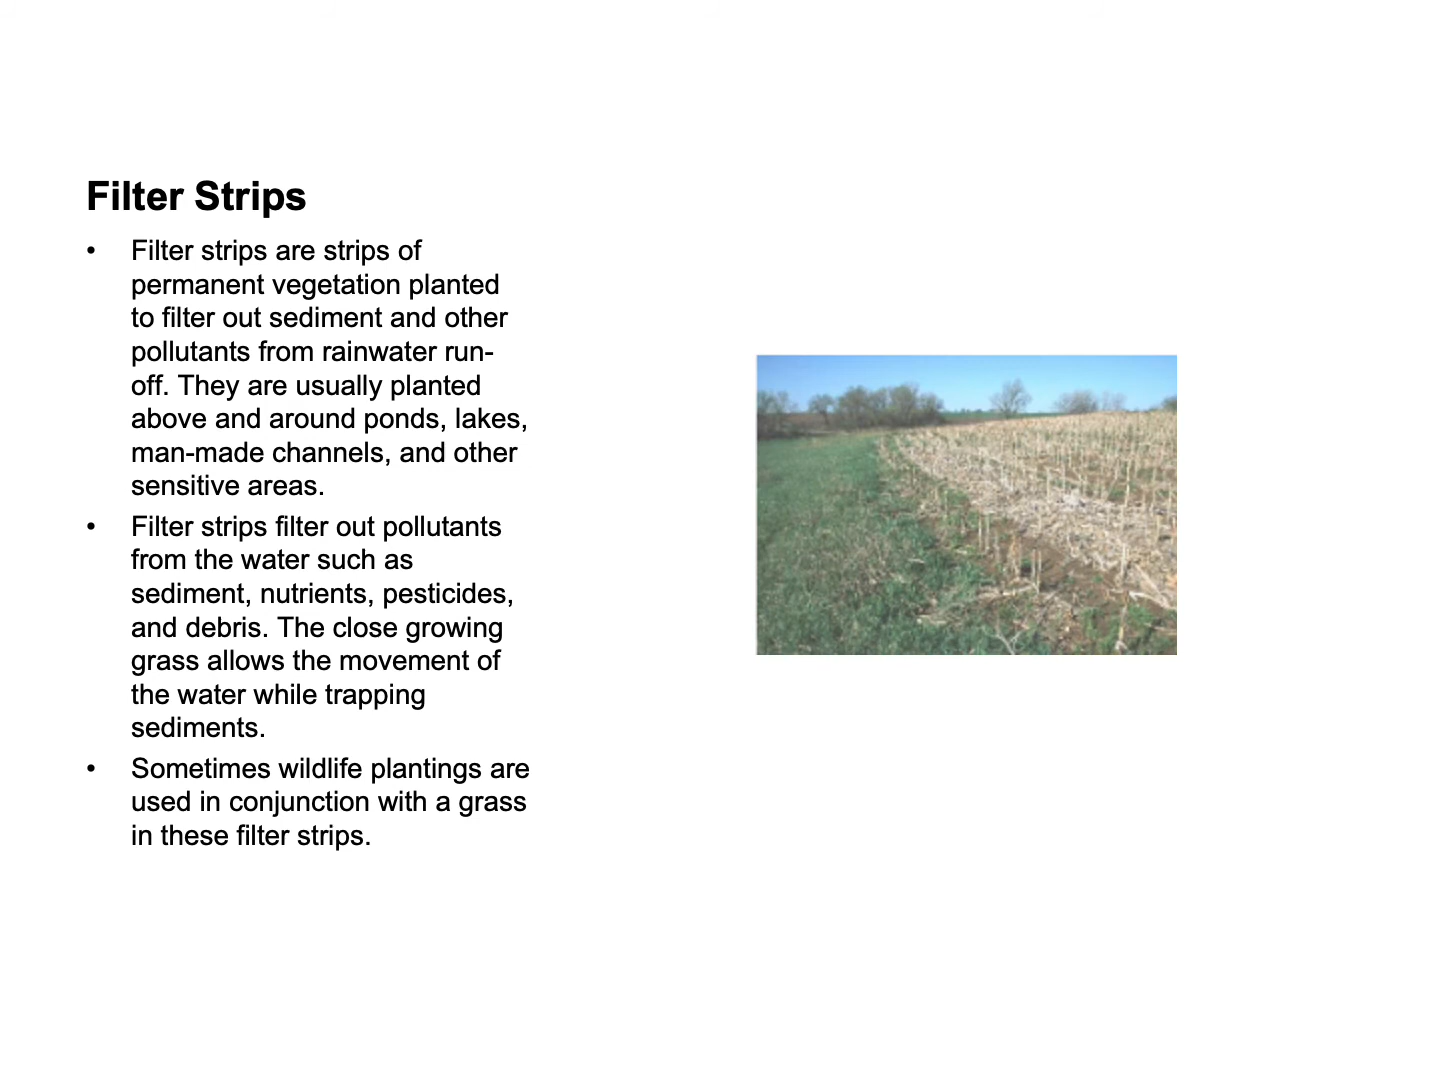 Filter Strips
• Filter strips are strips of
permanent vegetation planted
to filter out sediment and other
pollutants from rainwater run-
off. They are usually planted
above and around ponds, lakes,
man-made channels, and other
sensitive areas.
• Filter strips filter out pollutants
from the water such as
sediment, nutrients, pesticides,
and debris. The close growing
grass allows the movement of
the water while trapping
sediments.
• Sometimes wildlife plantings are
used in conjunction with a grass
in these filter strips.